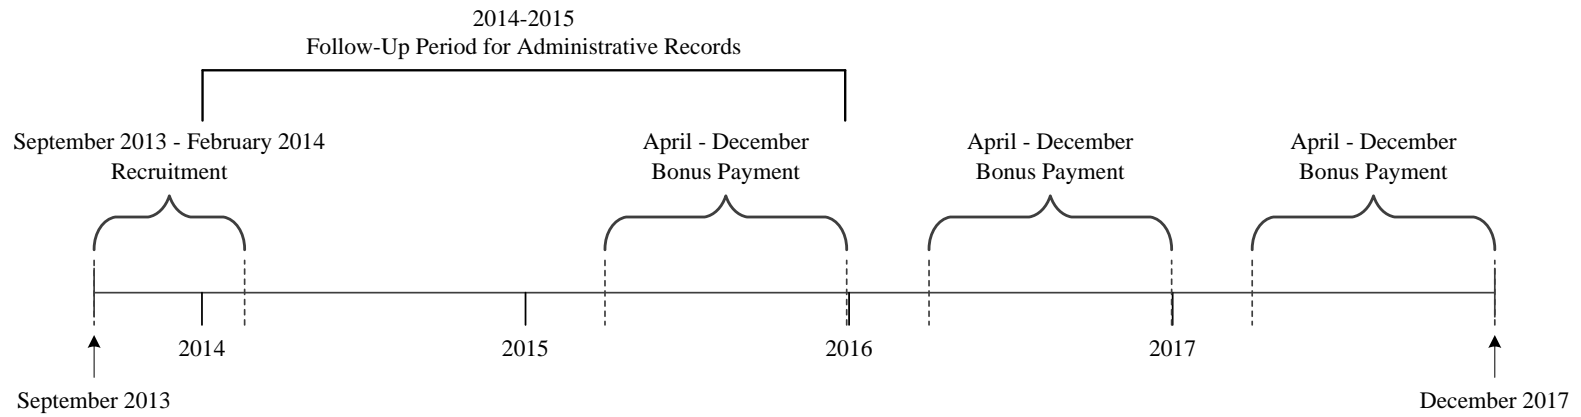 2014-2015
Follow-Up Period for Administrative Records
September 2013 - February 2014
Recruitment
April - December
Bonus Payment
April - December
Bonus Payment
April - December
Bonus Payment
2014
2015
2016
2017
September 2013
December 2017